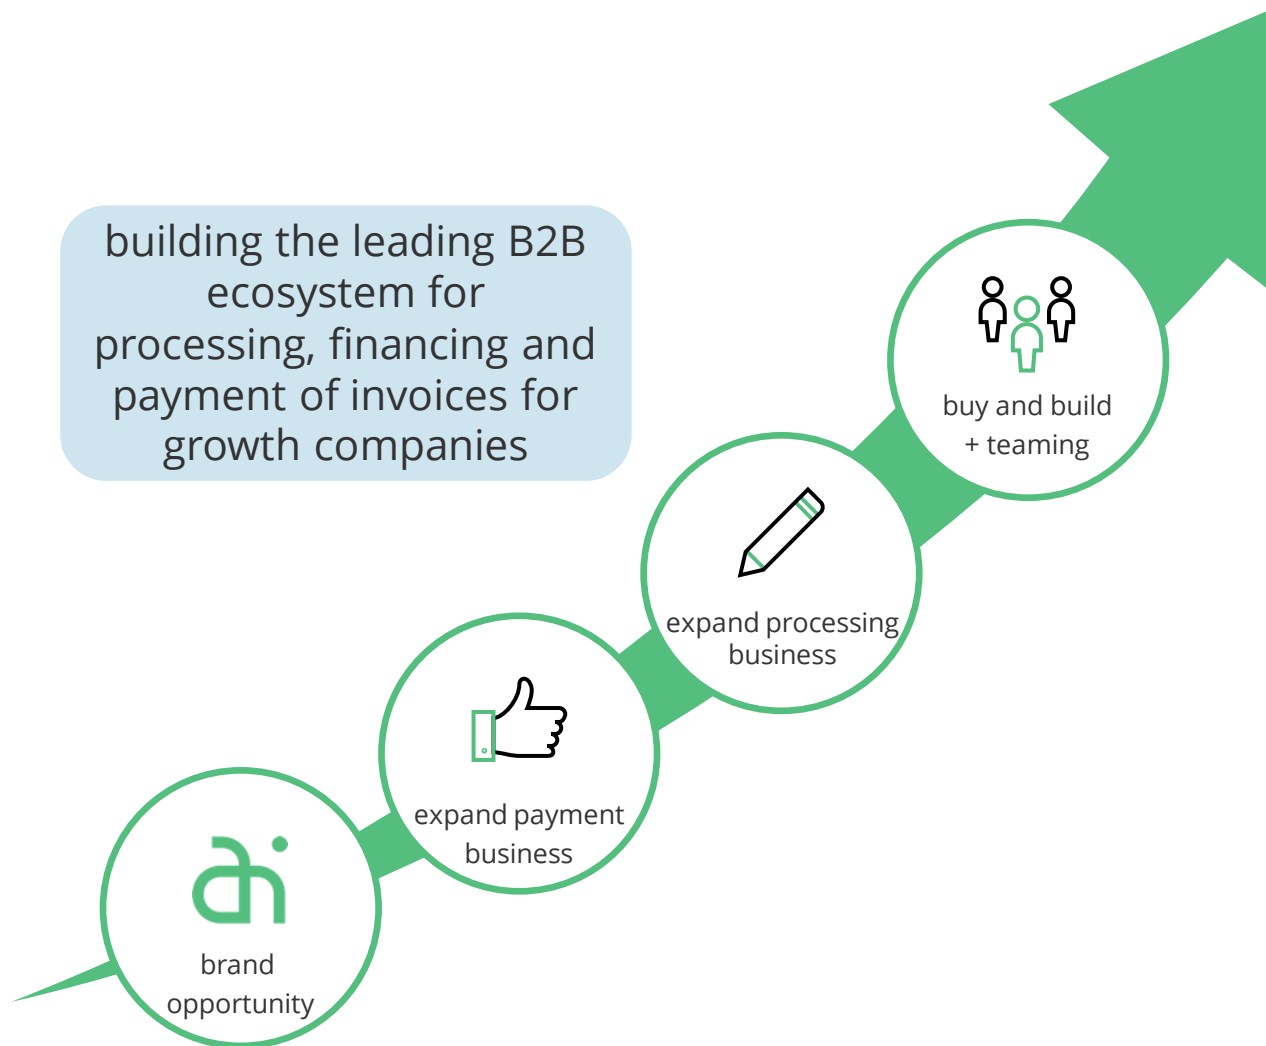 building the leading B2B
ecosystem for
processing, financing and
payment of invoices for
growth companies
buy and build
+ teaming
expand processing
business
expand payment
business
brand
opportunity